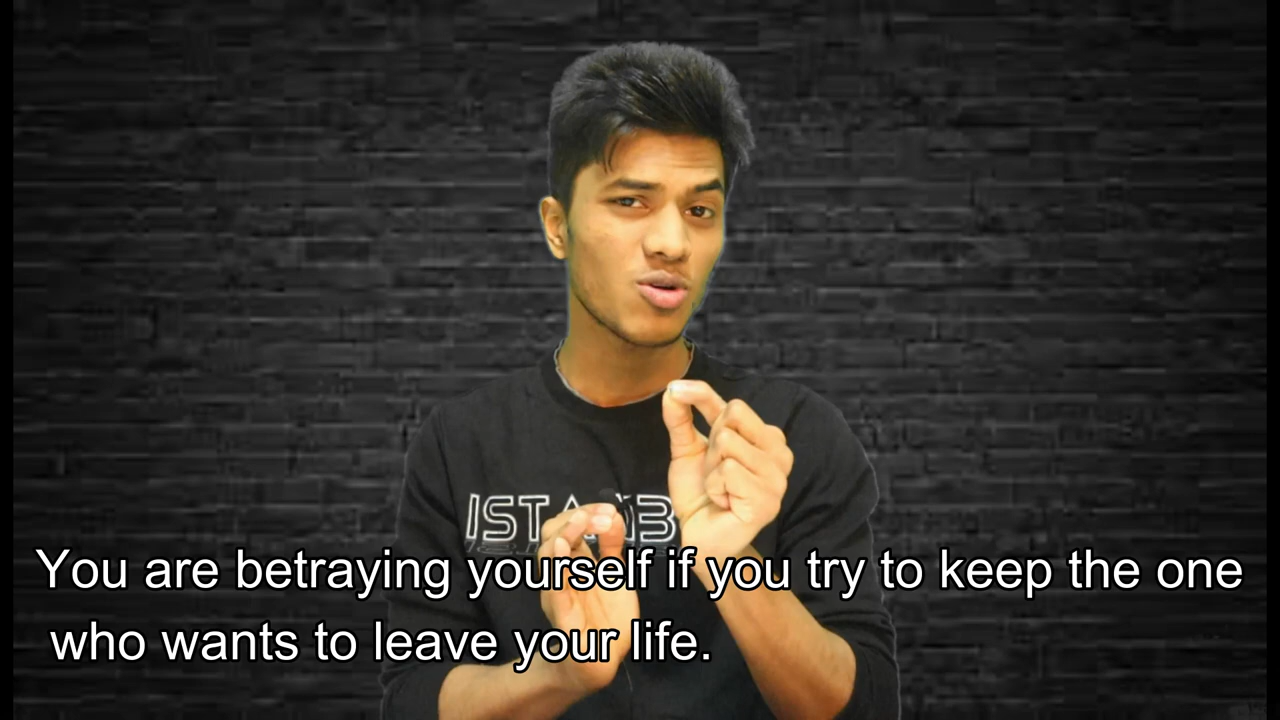 You are betraying yourself if you try to keep the one
who wants to leave your life.